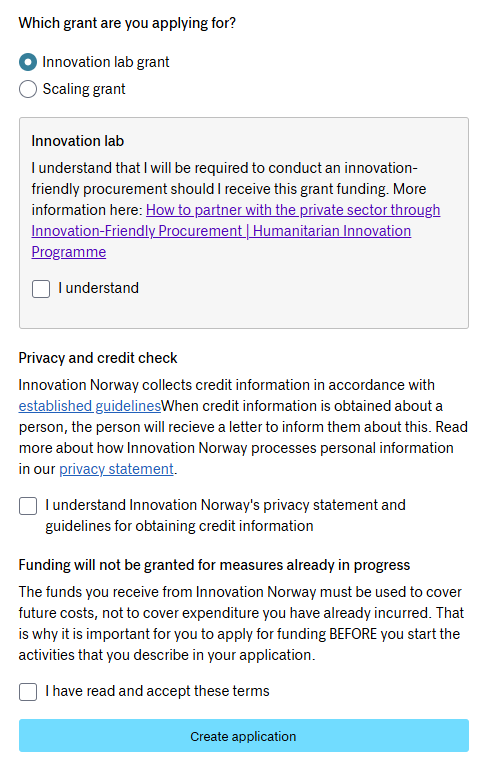 Which grant are you applying for?
Innovation lab grant
Scaling grant
Innovation lab
I understand that I will be required to conduct an innovation-
friendly procurement should I receive this grant funding. More
information here: How to partner with the private sector through
Innovation-Friendly Procurement | Humanitarian Innovation
Programme
I understand
Privacy and credit check
Innovation Norway collects credit information in accordance with
established guidelinesWhen credit information is obtained about a
person, the person will recieve a letter to inform them about this. Read
more about how Innovation Norway processes personal information
in our privacy statement.
I understand Innovation Norway's privacy statement and
guidelines for obtaining credit information
Funding will not be granted for measures already in progress
The funds you receive from Innovation Norway must be used to cover
future costs, not to cover expenditure you have already incurred. That
is why it is important for you to apply for funding BEFORE you start the
activities that you describe in your application.
I have read and accept these terms
Create application